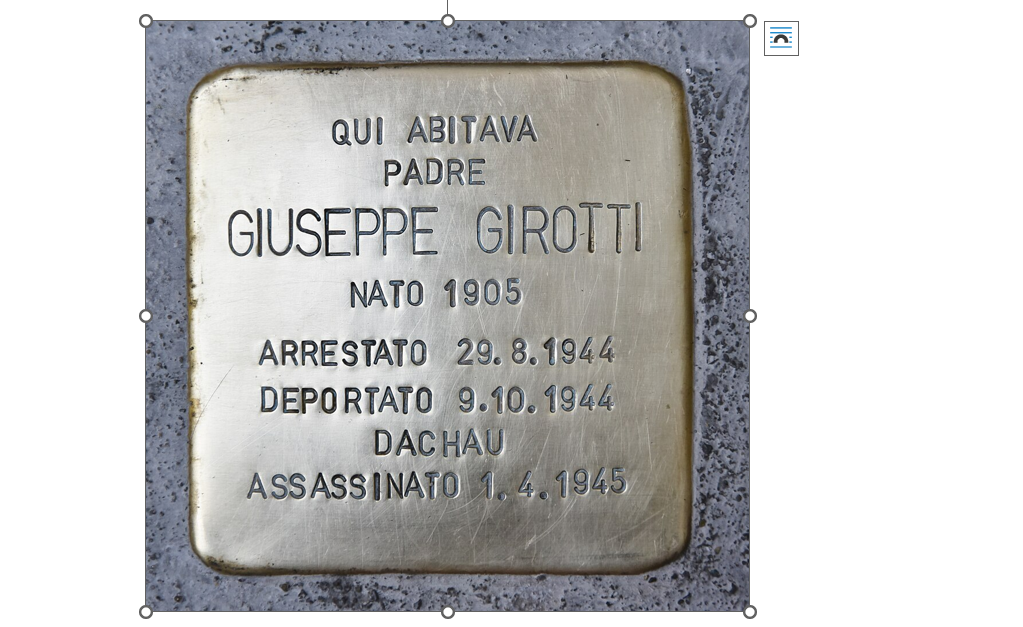 QUI ABITAVA
PADRE
GIUSEPPE GIROTTI
NATO 1905
ARRESTATO 29.8.1944
DEPORTATO 9.10.1944
DACHAU
ASSASSINATO 1.4.1945